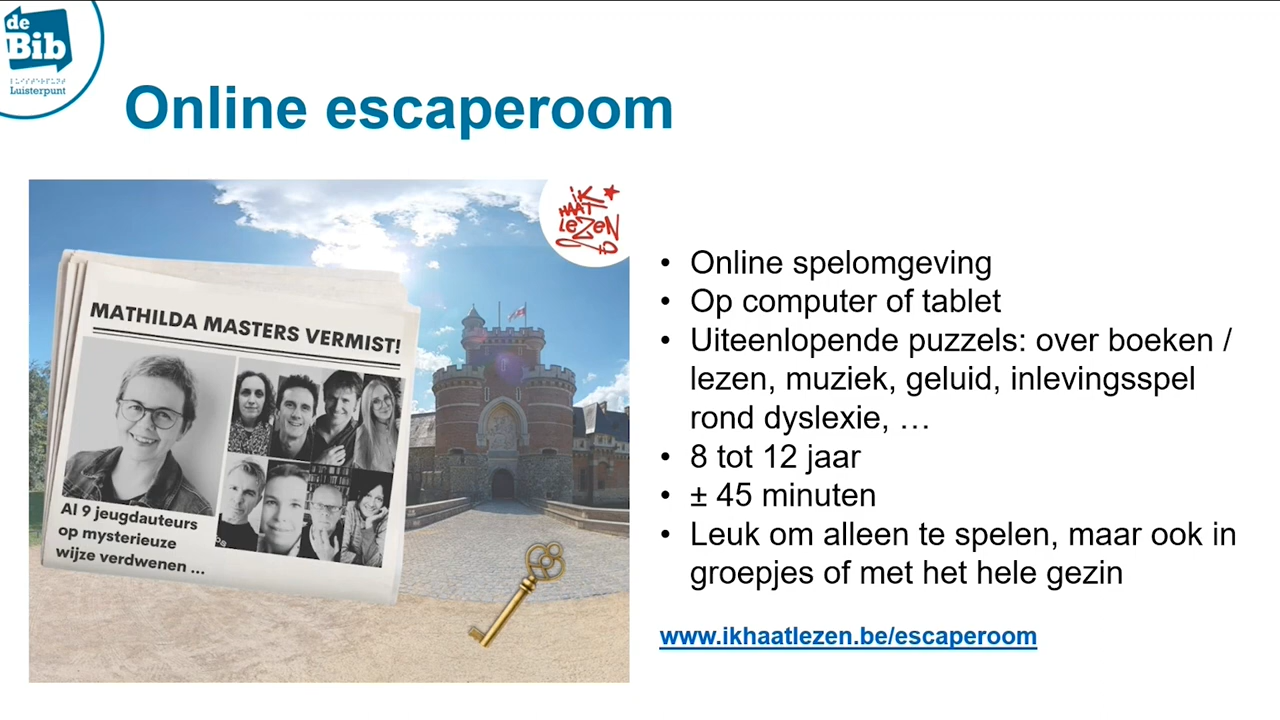 de
Bib
Luisterpunt
Online escaperoom
iK
HAAT
LeZeN
MATHILDA MASTERS VERMIST!
Al 9 jeugdauteurs
op mysterieuze
wijze verdwenen ...
• Online spelomgeving
• Op computer of tablet
• Uiteenlopende puzzels: over boeken /
lezen, muziek, geluid, inlevingsspel
rond dyslexie, …
• 8 tot 12 jaar
• ± 45 minuten
• Leuk om alleen te spelen, maar ook in
groepjes of met het hele gezin
www.ikhaatlezen.be/escaperoom